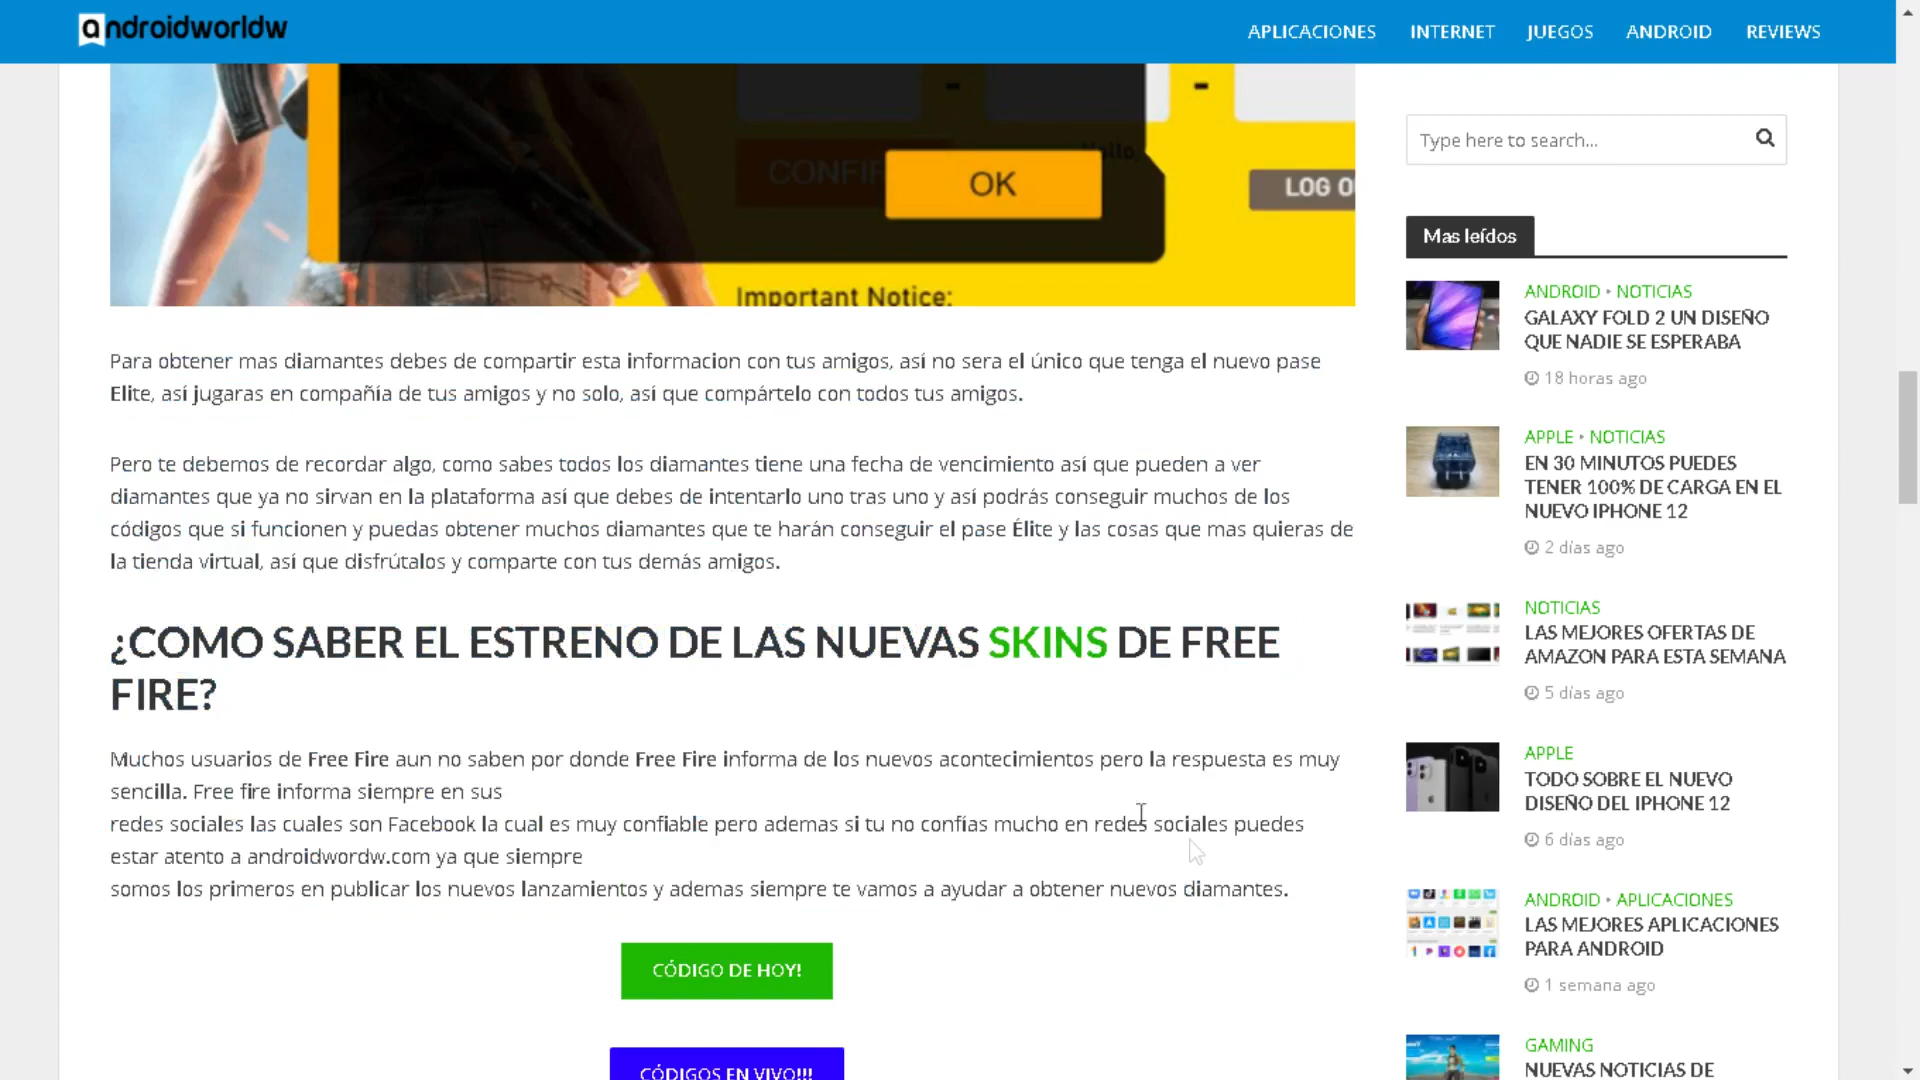 androidworldw
APLICACIONES INTERNET JUEGOS ANDROID REVIEWS
Hello,
CONFIR
OK
LOG O
Important Notice:
Para obtener mas diamantes debes de compartir esta informacion con tus amigos, así no sera el único que tenga el nuevo pase
Elite, así jugaras en compañía de tus amigos y no solo, así que compártelo con todos tus amigos.
Pero te debemos de recordar algo, como sabes todos los diamantes tiene una fecha de vencimiento así que pueden a ver
diamantes que ya no sirvan en la plataforma así que debes de intentarlo uno tras uno y así podrás conseguir muchos de los
códigos que si funcionen y puedas obtener muchos diamantes que te harán conseguir el pase Élite y las cosas que mas quieras de
la tienda virtual, así que disfrútalos y comparte con tus demás amigos.
¿COMO SABER EL ESTRENO DE LAS NUEVAS SKINS DE FREE
FIRE?
Muchos usuarios de Free Fire aun no saben por donde Free Fire informa de los nuevos acontecimientos pero la respuesta es muy
sencilla. Free fire informa siempre en sus
redes sociales las cuales son Facebook la cual es muy confiable pero ademas si tu no confías mucho en redes sociales puedes
estar atento a androidwordw.com ya que siempre
somos los primeros en publicar los nuevos lanzamientos y ademas siempre te vamos a ayudar a obtener nuevos diamantes.
CÓDIGO DE HOY!
CÓDIGOS EN VIVO!!!
Type here to search...
Mas leídos
ANDROID • NOTICIAS
GALAXY FOLD 2 UN DISEÑO
QUE NADIE SE ESPERABA
18 horas ago
APPLE • NOTICIAS
EN 30 MINUTOS PUEDES
TENER 100% DE CARGA EN EL
NUEVO IPHONE 12
2 días ago
NOTICIAS
LAS MEJORES OFERTAS DE
AMAZON PARA ESTA SEMANA
5 días ago
APPLE
TODO SOBRE EL NUEVO
DISEÑO DEL IPHONE 12
6 días ago
ANDROID • APLICACIONES
LAS MEJORES APLICACIONES
PARA ANDROID
1 semana ago
GAMING
NUEVAS NOTICIAS DE